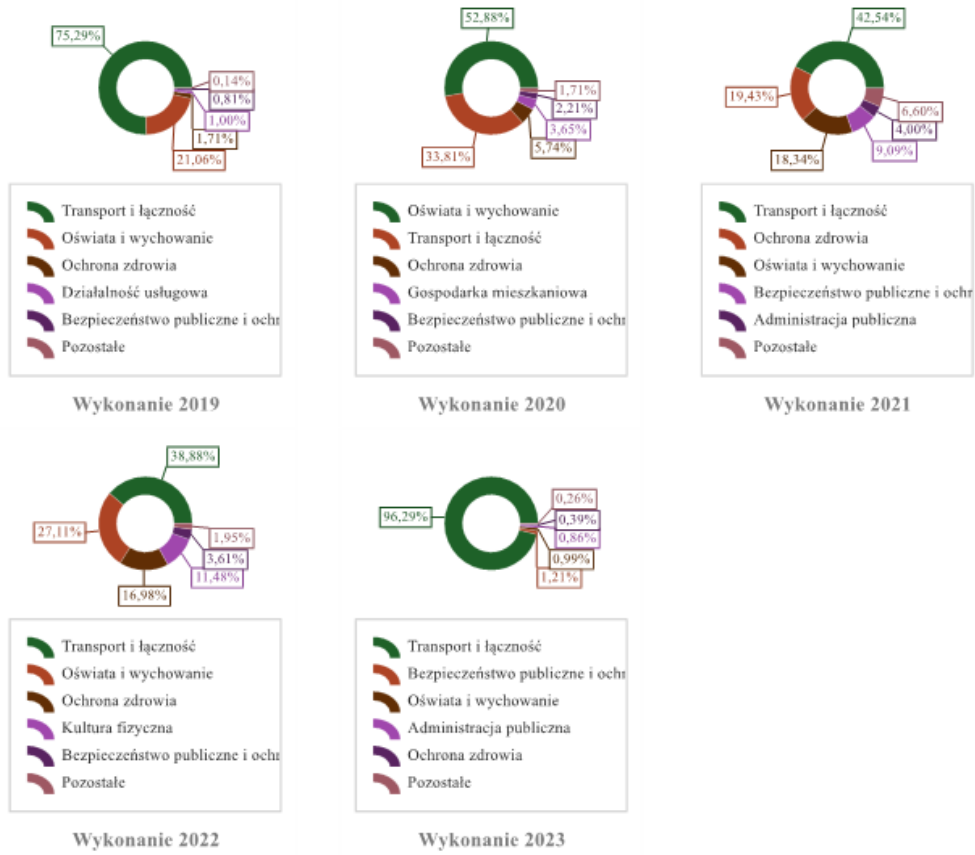 75,29%
0,14%
0,81%
1,00%
1,71%
21,06%
Transport i łączność
Oświata i wychowanie
Ochrona zdrowia
Działalność usługowa
Bezpieczeństwo publiczne i ochr
Pozostałe
Wykonanie 2019
52,88%
1,71%
2,21%
3,65%
5,74%
33,81%
Oświata i wychowanie
Transport i łączność
Ochrona zdrowia
Gospodarka mieszkaniowa
Bezpieczeństwo publiczne i ochr
Pozostałe
Wykonanie 2020
42,54%
19,43%
6,60%
4,00%
9,09%
18,34%
Transport i łączność
Ochrona zdrowia
Oświata i wychowanie
Bezpieczeństwo publiczne i ochr
Administracja publiczna
Pozostałe
Wykonanie 2021
38,88%
27,11%
1,95%
3,61%
11,48%
16,98%
Transport i łączność
Oświata i wychowanie
Ochrona zdrowia
Kultura fizyczna
Bezpieczeństwo publiczne i ochr
Pozostałe
Wykonanie 2022
96,29%
0,26%
0,39%
0,86%
0,99%
1,21%
Transport i łączność
Bezpieczeństwo publiczne i ochr
Oświata i wychowanie
Administracja publiczna
Ochrona zdrowia
Pozostałe
Wykonanie 2023